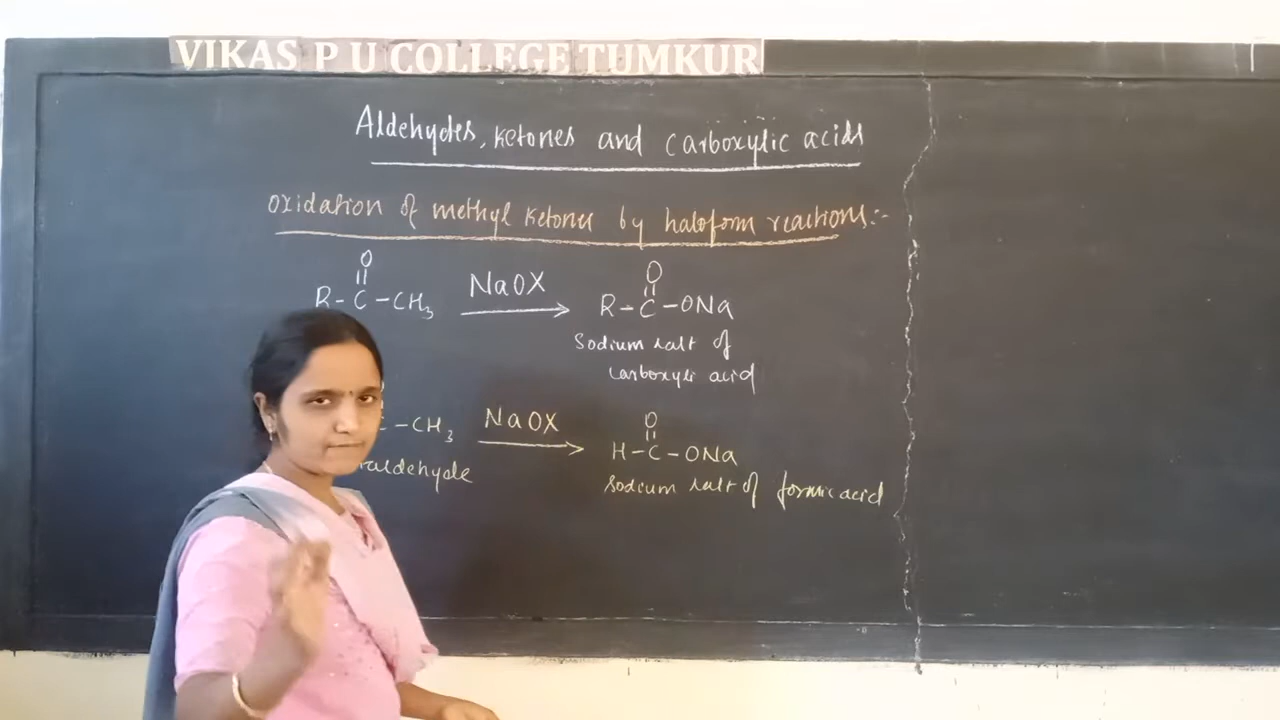 VIKAS P U COLLEGE TUMKUR
Aldehydes, ketones and carboxylic acids
oxidation of methyl ketones by haloform reactions:-
O
R-C-CH3 NaOX
O
R-C-ONa
Sodium salt of
carboxylic acid
-CH3 NaOX
O
H-C-ONa
Sodium salt of formic acid